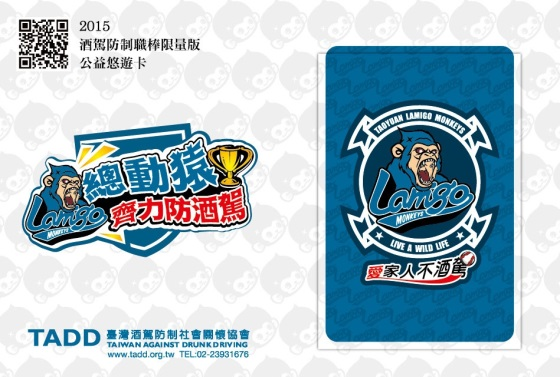 2015
酒駕防制職棒限量版
公益悠遊卡
總動猿
齊力防酒駕
Lamigo
MONKEYS
TAOYUAN LAMIGO MONKEYS
Lamigo
MONKEYS
LIVE A WILD LIFE
愛家人不酒駕
TADD 臺灣酒駕防制社會關懷協會
TAIWAN AGAINST DRUNK DRIVING
www.tadd.org.tw TEL:02-23931676